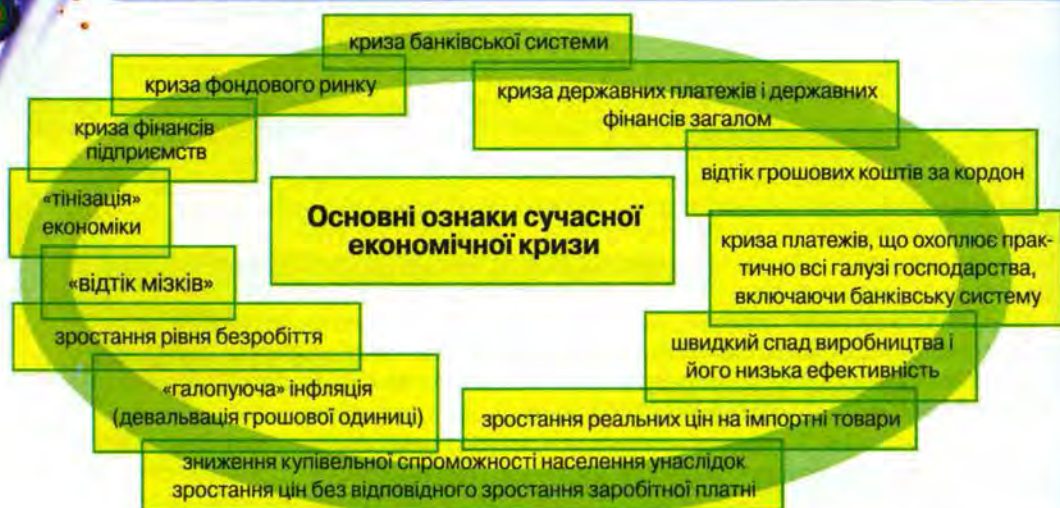 криза банківської системи
криза фондового ринку
криза державних платежів і державних
фінансів загалом
криза фінансів
підприємств
відтік грошових коштів за кордон
«тінізація»
економіки
Основні ознаки сучасної
економічної кризи
криза платежів, що охоплює прак-
тично всі галузі господарства,
включаючи банківську систему
«відтік мізків»
зростання рівня безробіття
швидкий спад виробництва і
його низька ефективність
«галопуюча» інфляція
(девальвація грошової одиниці)
зростання реальних цін на імпортні товари
зниження купівельної спроможності населення унаслідок
зростання цін без відповідного зростання заробітної платні